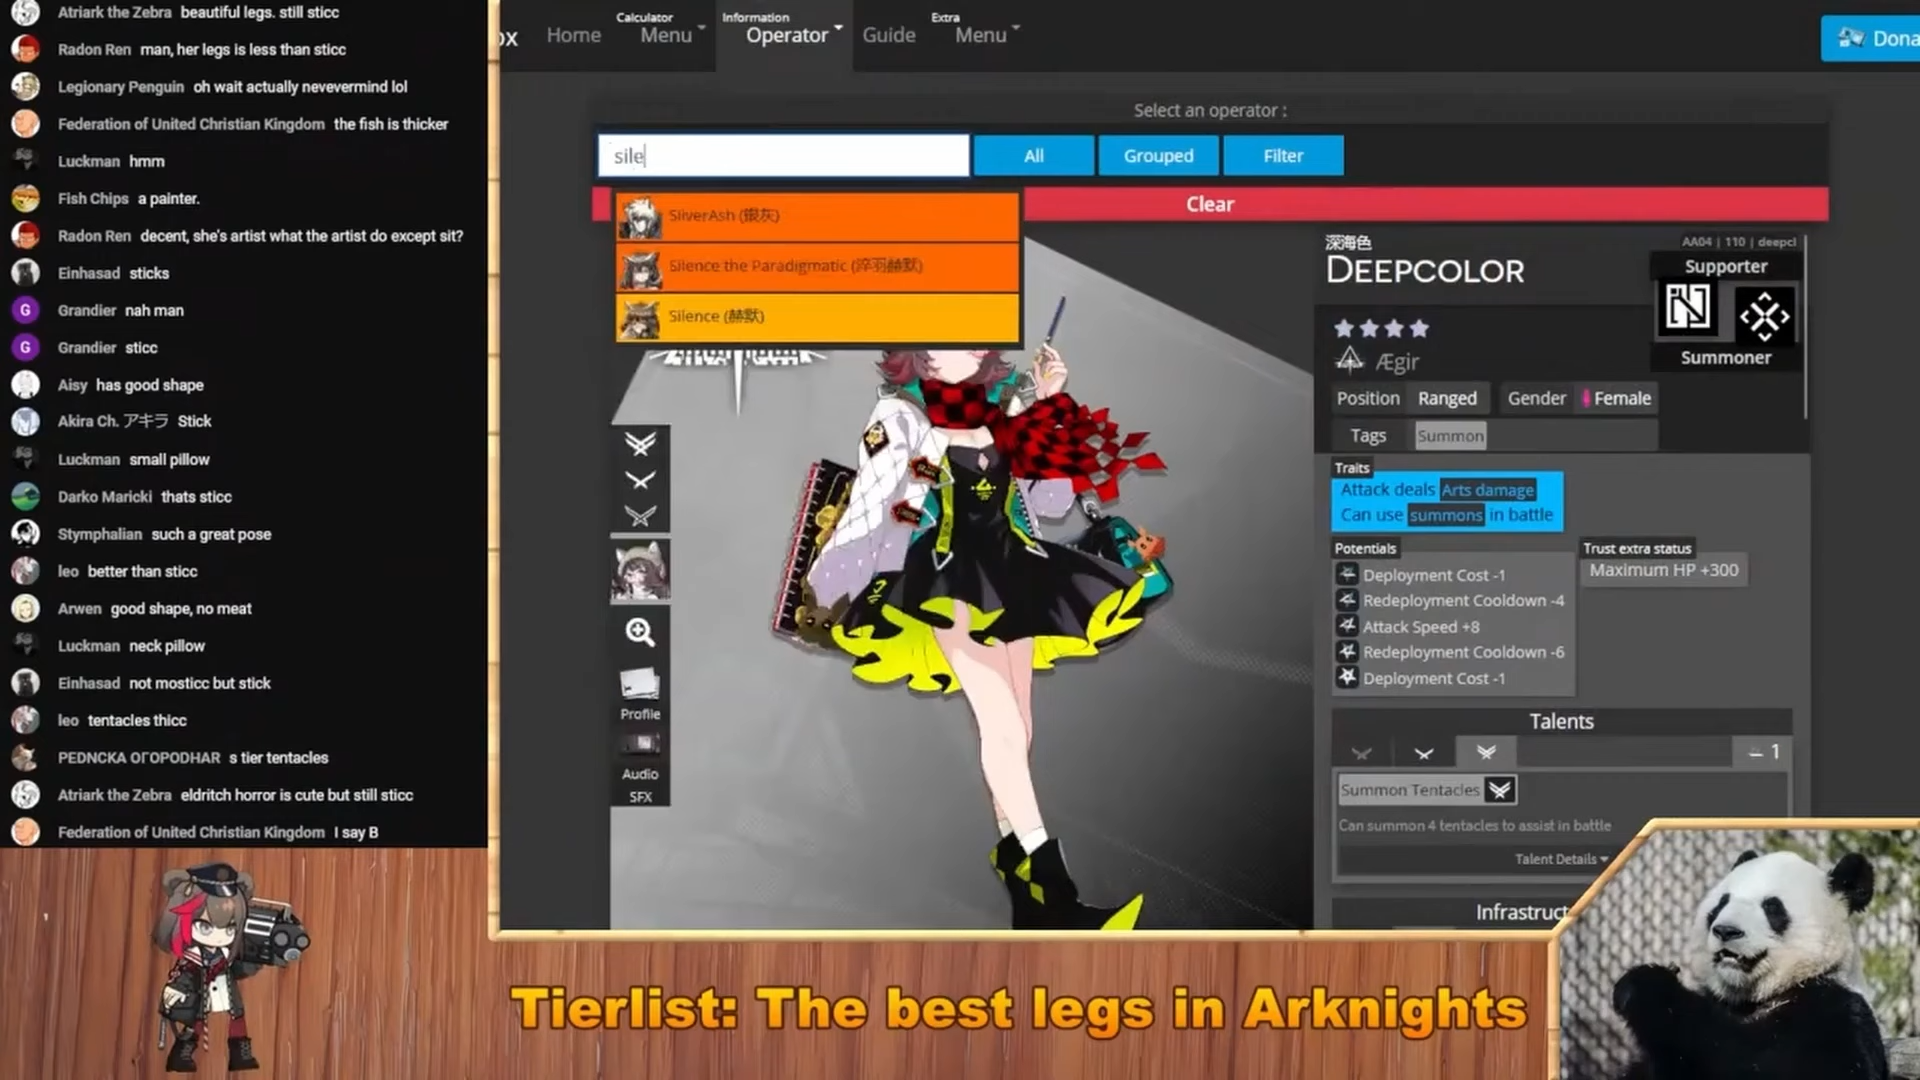 Atriark the Zebra beautiful legs. still sticc
Radon Ren man, her legs is less than sticc
Legionary Penguin oh wait actually nevevermind lol
Federation of United Christian Kingdom the fish is thicker
Luckman hmm
Fish Chips a painter.
Radon Ren decent, she's artist what the artist do except sit?
Einhasad sticks
G Grandier nah man
G Grandier sticc
Aisy has good shape
Akira Ch. アキラ Stick
Luckman small pillow
Darko Maricki thats sticc
Stymphalian such a great pose
leo better than sticc
Arwen good shape, no meat
Luckman neck pillow
Einhasad not mosticc but stick
leo tentacles thicc
PEDNCKA ОГОРОDHAR s tier tentacles
Atriark the Zebra eldritch horror is cute but still sticc
Federation of United Christian Kingdom I say B
ox
Home
Calculator
Menu
Information
Operator
Guide
Extra
Menu
Dona
Select an operator :
sile
All
Grouped
Filter
Clear
SilverAsh (银灰)
Silence the Paradigmatic (淬羽赫默)
Silence (赫默)
Profile
Audio
SFX
深海色
AA04 | 110 | deepcl
DEEPCOLOR
Supporter
Summoner
Ægir
Position Ranged Gender Female
Tags Summon
Traits
Attack deals Arts damage
Can use summons in battle
Potentials
Deployment Cost -1
Redeployment Cooldown -4
Attack Speed +8
Redeployment Cooldown -6
Deployment Cost -1
Trust extra status
Maximum HP +300
Talents
1
Summon Tentacles
Can summon 4 tentacles to assist in battle
Talent Details
Infrastruct
Tierlist: The best legs in Arknights